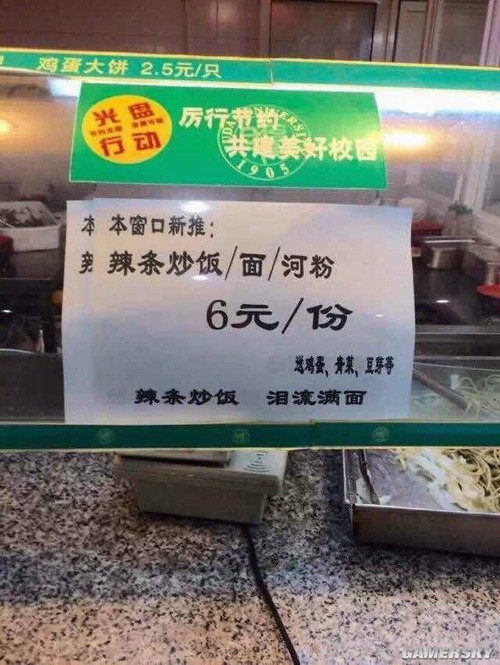 鸡蛋大饼 2.5元/只
光盘
行动
厉行节约
共建美好校园
1905
本 本窗口新推：
辣 辣条炒饭/面/河粉
6元/份
送鸡蛋、青菜、豆芽等
辣条炒饭 泪流满面
GAMERSKY